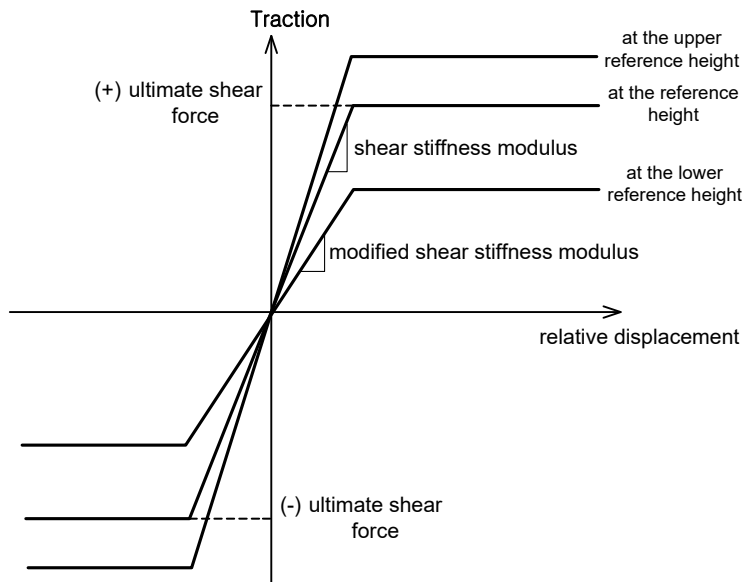 Traction
at the upper
reference height
(+) ultimate shear
force
at the reference
height
shear stiffness modulus
at the lower
reference height
modified shear stiffness modulus
relative displacement
(-) ultimate shear
force